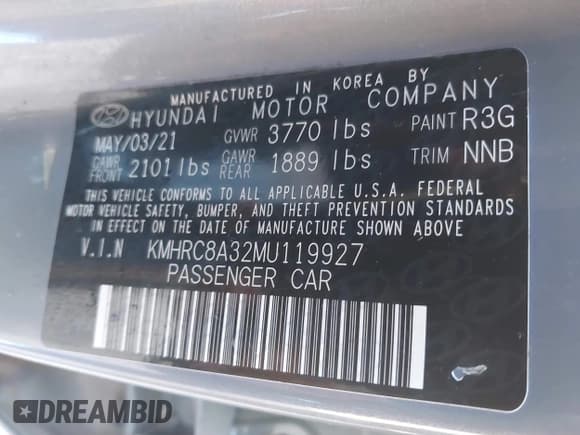 MANUFACTURED IN KOREA BY
HYUNDAI MOTOR COMPANY
MAY/03/21 GVWR 3770 lbs PAINT R3G
GAWR FRONT 2101 lbs GAWR REAR 1889 lbs TRIM NNB
THIS VEHICLE CONFORMS TO ALL APPLICABLE U.S.A. FEDERAL
MOTOR VEHICLE SAFETY, BUMPER, AND THEFT PREVENTION STANDARDS
IN EFFECT ON THE DATE OF MANUFACTURE SHOWN ABOVE.
V.I.N KMHRC8A32MU119927
PASSENGER CAR
DREAMBID